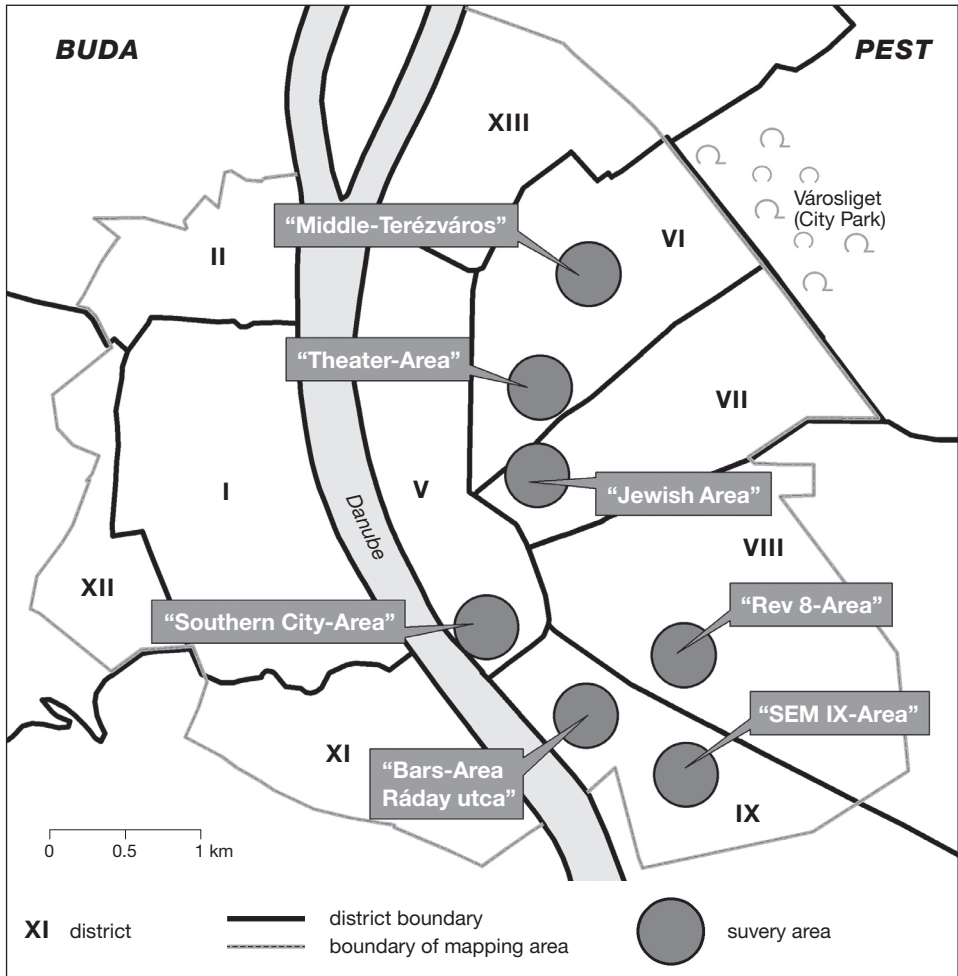 BUDA
PEST
XIII
Városliget
(City Park)
“Middle-Terézváros”
VI
II
“Theater-Area”
VII
I
V
“Jewish Area”
Danube
VIII
XII
“Rev 8-Area”
“Southern City-Area”
“SEM IX-Area”
XI
“Bars-Area
Ráday utca”
IX
0 0.5 1 km
XI district
district boundary
boundary of mapping area
suvery area